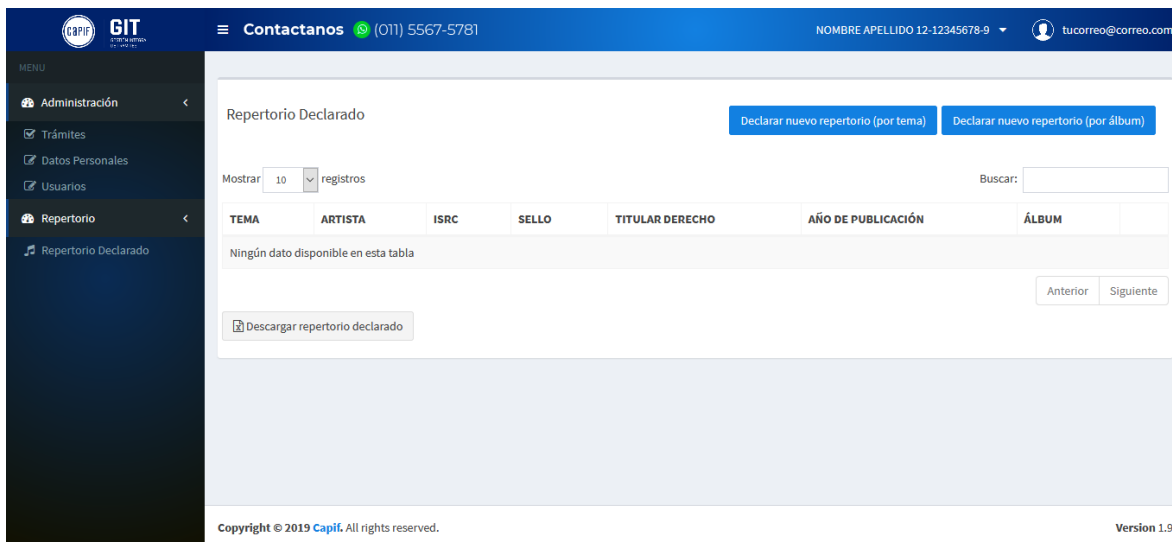 CAPIF GIT
Contactanos (011) 5567-5781
NOMBRE APELLIDO 12-12345678-9
tucorreo@correo.com
MENU
Administración
Trámites
Datos Personales
Usuarios
Repertorio
Repertorio Declarado
Repertorio Declarado
Declarar nuevo repertorio (por tema)
Declarar nuevo repertorio (por álbum)
Mostrar 10 registros
Buscar:
TEMA ARTISTA ISRC SELLO TITULAR DERECHO AÑO DE PUBLICACIÓN ÁLBUM
Ningún dato disponible en esta tabla
Anterior Siguiente
Descargar repertorio declarado
Copyright © 2019 Capif. All rights reserved.
Version 1.9